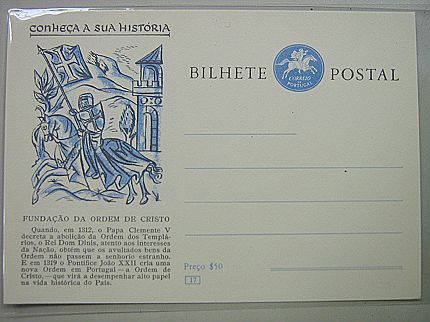 CONHEÇA A SUA HISTÓRIA
BILHETE POSTAL
CORREIO DE PORTUGAL
FUNDAÇÃO DA ORDEM DE CRISTO
Quando, em 1312, o Papa Clemente V
decreta a abolição da Ordem dos Templá-
rios, o Rei Dom Dinis, atento aos interesses
da Nação, obtém que os avultados bens da
Ordem não passem a senhorio estranho.
E em 1319 o Pontífice João XXII cria uma
nova Ordem em Portugal — a Ordem de
Cristo, — que virá a desempenhar alto papel
na vida histórica do País.
Preço $50
17